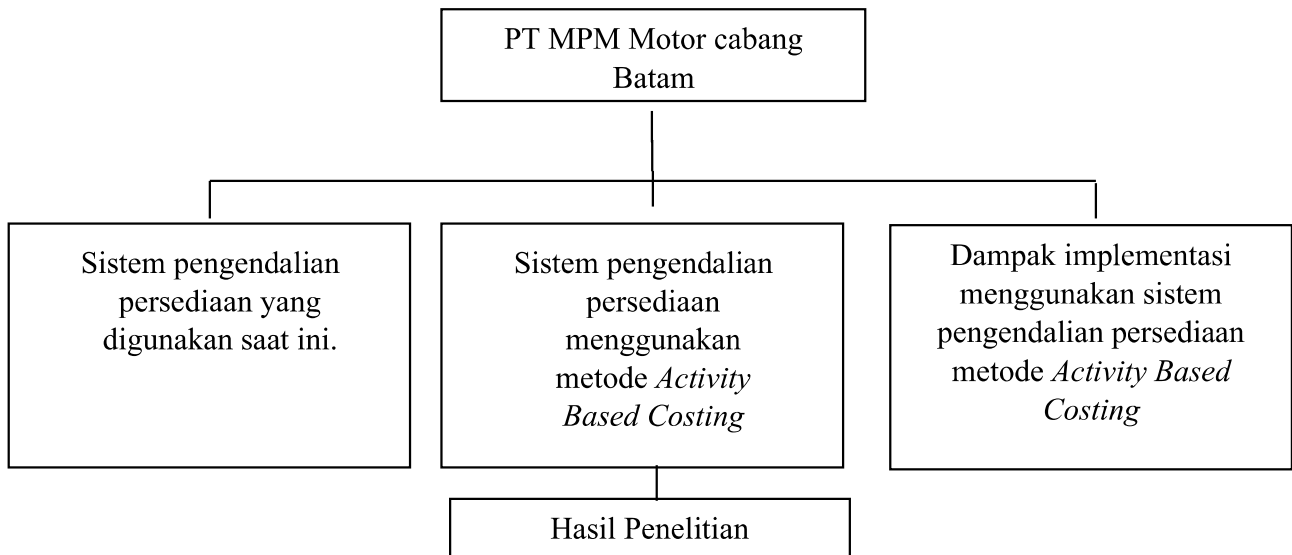 PT MPM Motor cabang
Batam
Sistem pengendalian
persediaan yang
digunakan saat ini.
Sistem pengendalian
persediaan
menggunakan
metode Activity
Based Costing
Dampak implementasi
menggunakan sistem
pengendalian persediaan
metode Activity Based
Costing
Hasil Penelitian